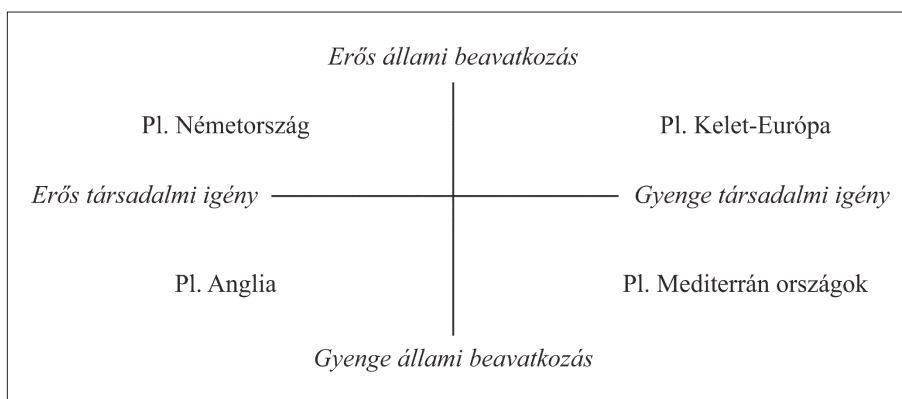 Erős állami beavatkozás
Pl. Németország
Pl. Kelet-Európa
Erős társadalmi igény
Gyenge társadalmi igény
Pl. Anglia
Pl. Mediterrán országok
Gyenge állami beavatkozás